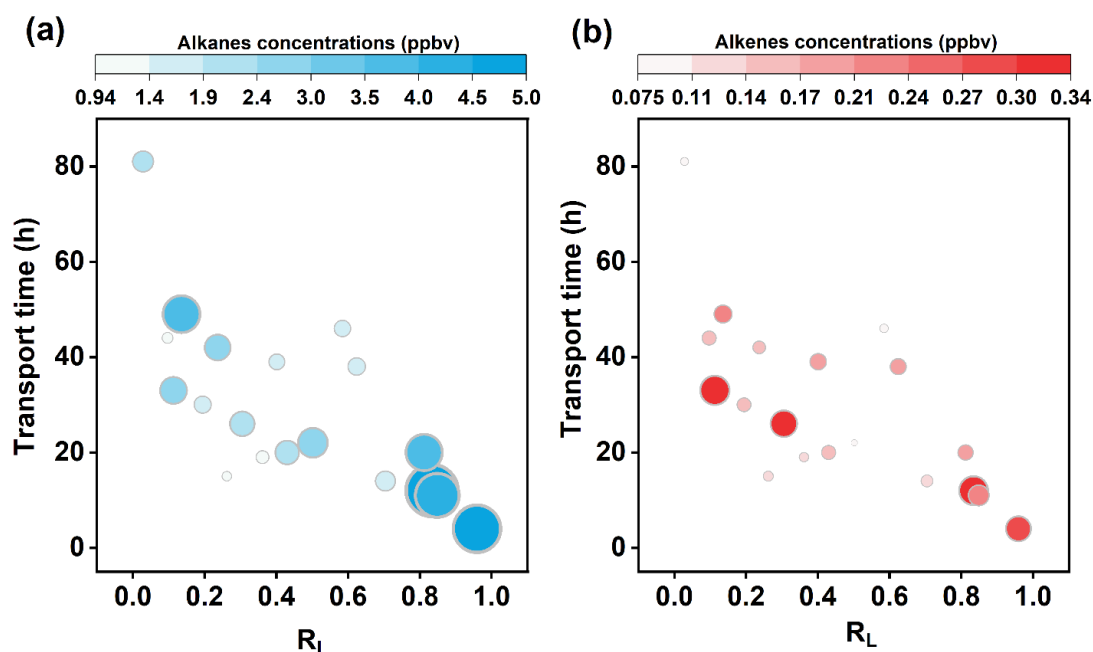 (a)
Alkanes concentrations (ppbv)
0.94 1.4 1.9 2.4 3.0 3.5 4.0 4.5 5.0
Transport time (h)
80
60
40
20
0
0.0 0.2 0.4 0.6 0.8 1.0
R
(b)
Alkenes concentrations (ppbv)
0.075 0.11 0.14 0.17 0.21 0.24 0.27 0.30 0.34
Transport time (h)
80
60
40
20
0
0.0 0.2 0.4 0.6 0.8 1.0
R_L